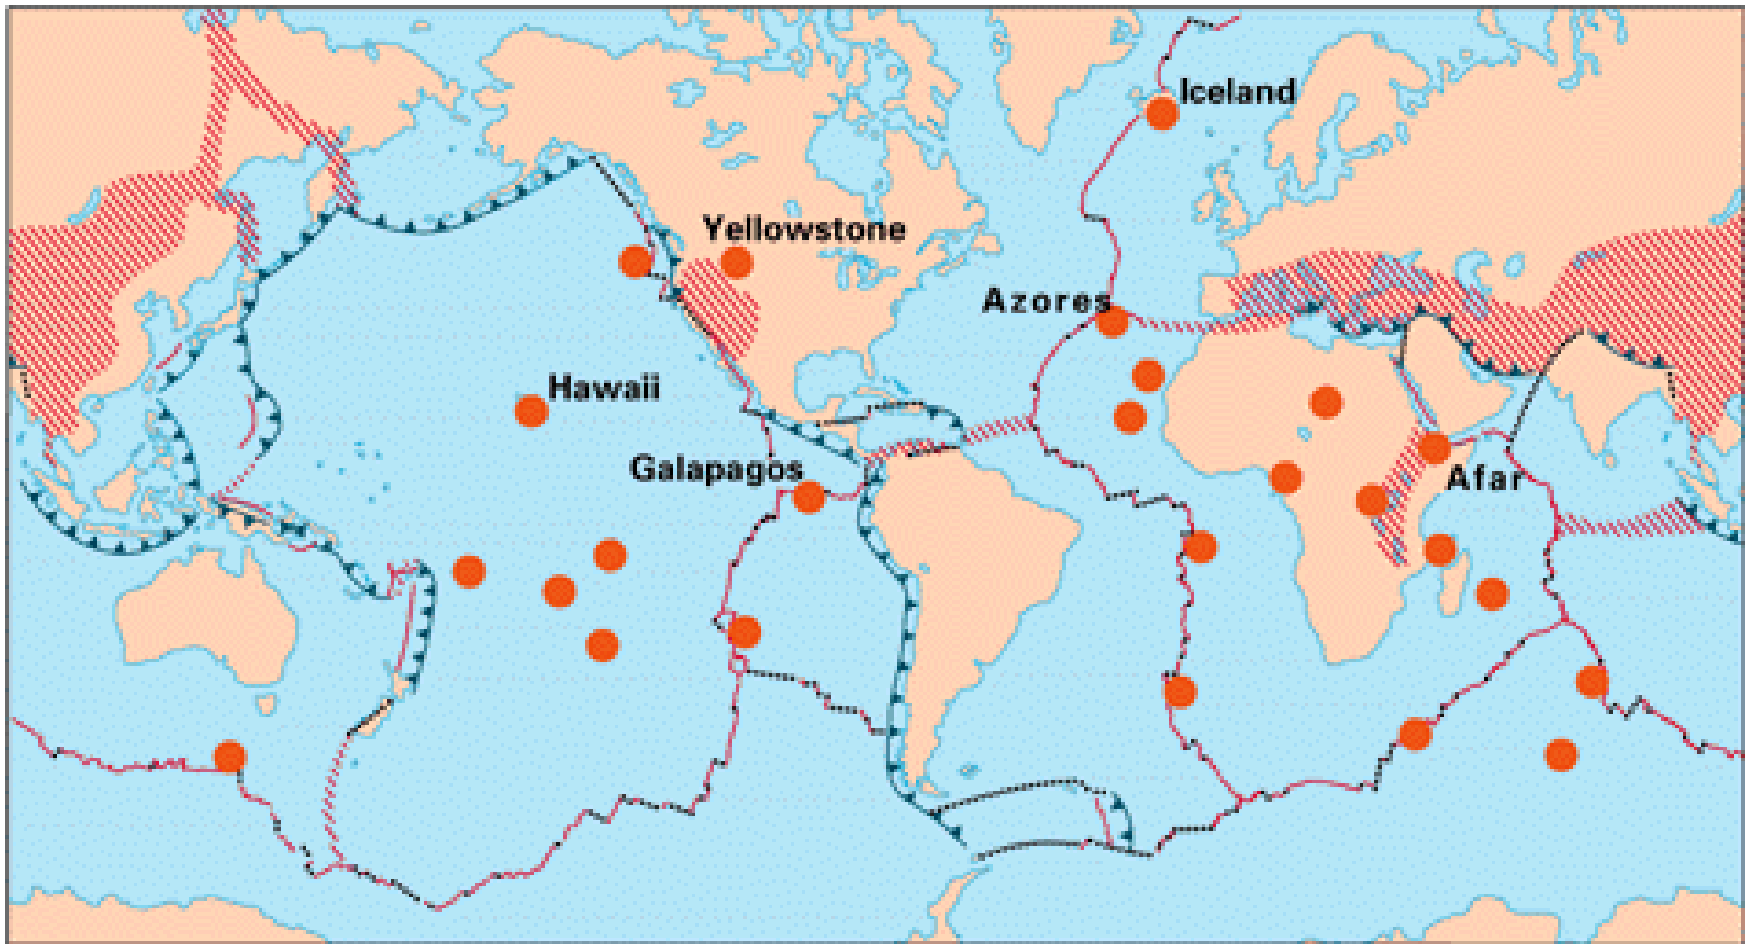 Iceland
Yellowstone
Azores
Hawaii
Galapagos
Afar